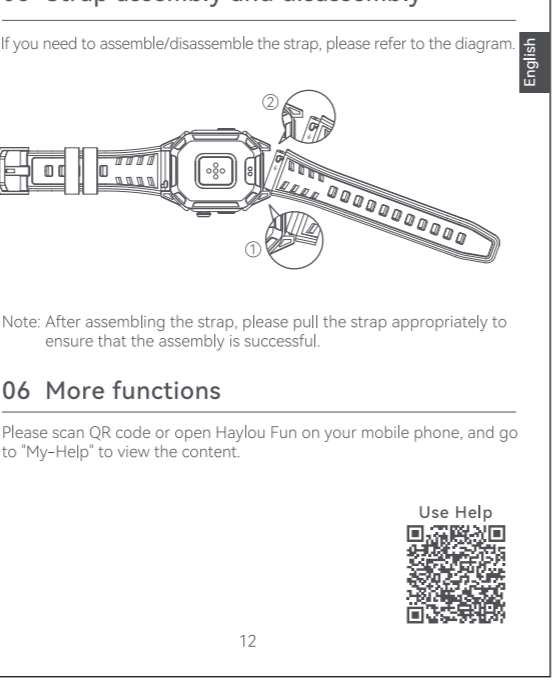 05 Strap assembly and disassembly
If you need to assemble/disassemble the strap, please refer to the diagram.
English
②
①
Note: After assembling the strap, please pull the strap appropriately to
ensure that the assembly is successful.
06 More functions
Please scan QR code or open Haylou Fun on your mobile phone, and go
to "My-Help" to view the content.
Use Help
12